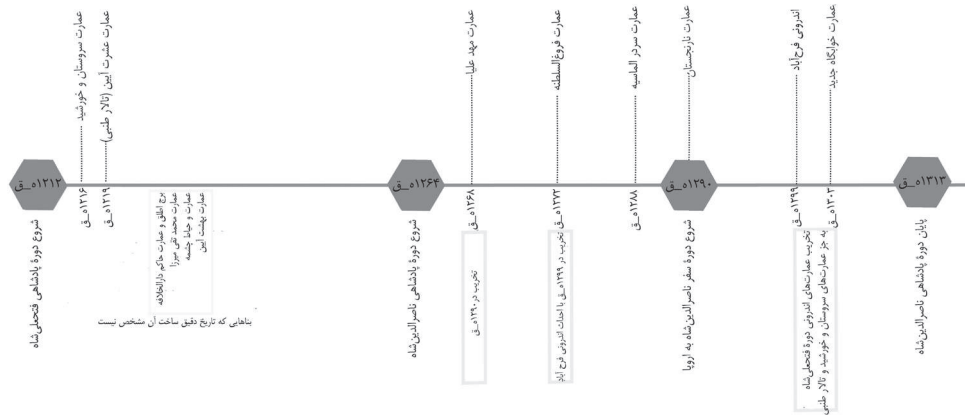 عمارت سروستان و خورشید
عمارت عشرت آیین (تالار طنبی)
عمارت مهد علیا
عمارت فروغ‌السلطنه
عمارت سردر الماسیه
عمارت نارنجستان
اندرونی فرح‌آباد
عمارت خوابگاه جدید
۱۲۱۲ه_ق
۱۲۶۴ه_ق
۱۲۹۰ه_ق
۱۳۱۳ه_ق
۱۲۱۶ه_ق
۱۲۱۹ه_ق
۱۲۶۸ه_ق
۱۲۷۲ه_ق
۱۲۸۸ه_ق
۱۲۹۹ه_ق
۱۳۰۳ه_ق
شروع دورهٔ پادشاهی فتحعلی‌شاه
برج اطلق و عمارت حاکم دارالخلافه
عمارت محمد تقی میرزا
عمارت و حیاط چشمه
عمارت بهشت آیین
بناهایی که تاریخ دقیق ساخت آن مشخص نیست
شروع دورهٔ پادشاهی ناصرالدین‌شاه
تخریب در ۱۲۹۰ه_ق
تخریب در ۱۲۹۹ه_ق با احداث اندرونی فرح آباد
شروع دورهٔ سفر ناصرالدین‌شاه به اروپا
تخریب عمارت‌های اندرونی دورهٔ فتحعلی‌شاه
به جز عمارت‌های سروستان و خورشید و تالار طنبی
پایان دورهٔ پادشاهی ناصرالدین‌شاه